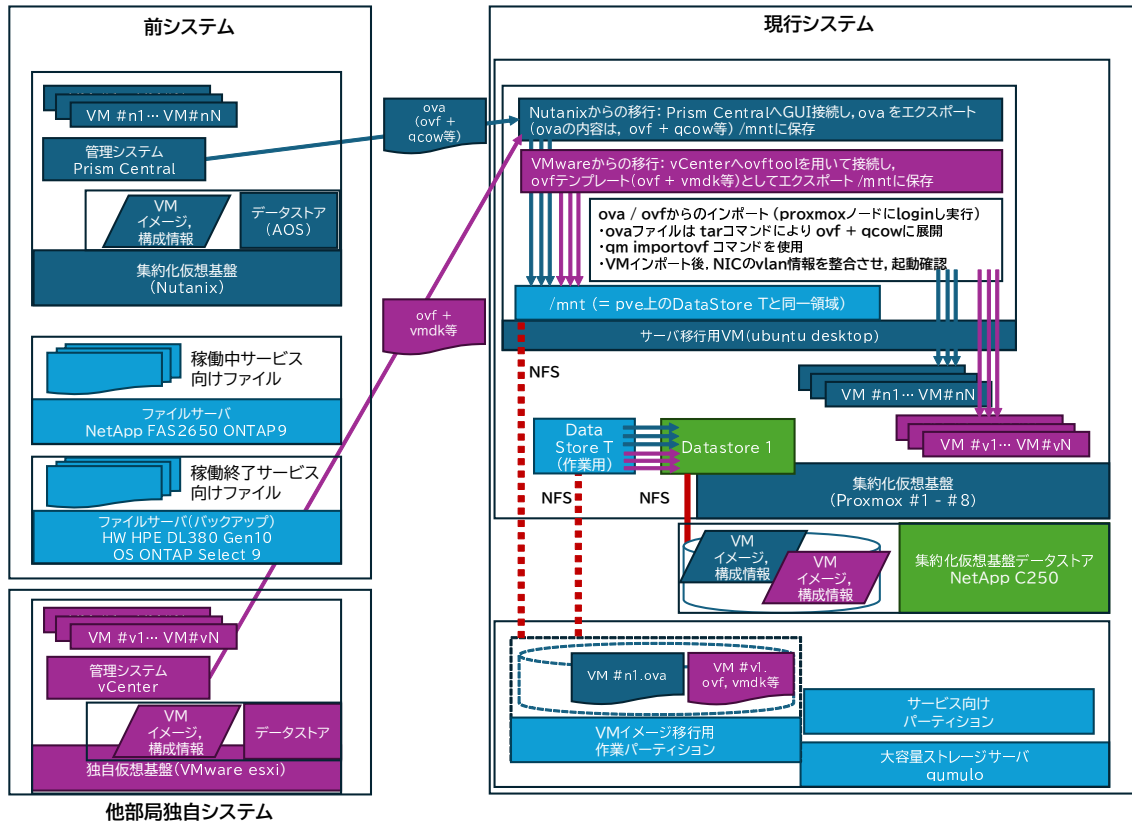 前システム
VM #n1… VM#nN
管理システム
Prism Central
VM
イメージ,
構成情報
データストア
(AOS)
集約化仮想基盤
(Nutanix)
稼働中サービス
向けファイル
ファイルサーバ
NetApp FAS2650 ONTAP9
稼働終了サービス
向けファイル
ファイルサーバ(バックアップ)
HW HPE DL380 Gen10
OS ONTAP Select 9
VM #v1… VM#vN
管理システム
vCenter
VM
イメージ,
構成情報
データストア
独自仮想基盤(VMware esxi)
他部局独自システム
ova
(ovf +
qcow等)
ovf +
vmdk等
現行システム
Nutanixからの移行: Prism CentralへGUI接続し, ova をエクスポート
(ovaの内容は, ovf + qcow等) /mntに保存
VMwareからの移行: vCenterへovftoolを用いて接続し,
ovfテンプレート(ovf + vmdk等)としてエクスポート /mntに保存
ova / ovfからのインポート (proxmoxノードにloginし実行)
・ovaファイルは tarコマンドにより ovf + qcowに展開
・qm importovf コマンドを使用
・VMインポート後, NICのvlan情報を整合させ, 起動確認
/mnt (= pve上のDataStore Tと同一領域)
サーバ移行用VM(ubuntu desktop)
NFS
VM #n1… VM#nN
VM #v1… VM#vN
Data
Store T
(作業用)
Datastore 1
集約化仮想基盤
(Proxmox #1 - #8)
NFS
NFS
VM
イメージ,
構成情報
VM
イメージ,
構成情報
集約化仮想基盤データストア
NetApp C250
VM #n1.ova
VM #v1.
ovf, vmdk等
VMイメージ移行用
作業パーティション
サービス向け
パーティション
大容量ストレージサーバ
qumulo